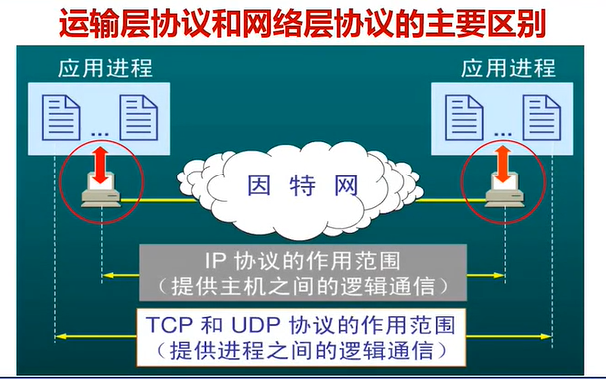 运输层协议和网络层协议的主要区别
应用进程
应用进程
...
...
因特网
IP 协议的作用范围
（提供主机之间的逻辑通信）
TCP 和 UDP 协议的作用范围
（提供进程之间的逻辑通信）